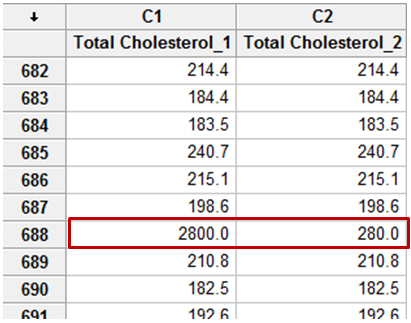 ↓ C1 C2
Total Cholesterol_1 Total Cholesterol_2
682 214.4 214.4
683 184.4 184.4
684 183.5 183.5
685 240.7 240.7
686 215.1 215.1
687 198.6 198.6
688 2800.0 280.0
689 210.8 210.8
690 182.5 182.5
691 192.6 192.6